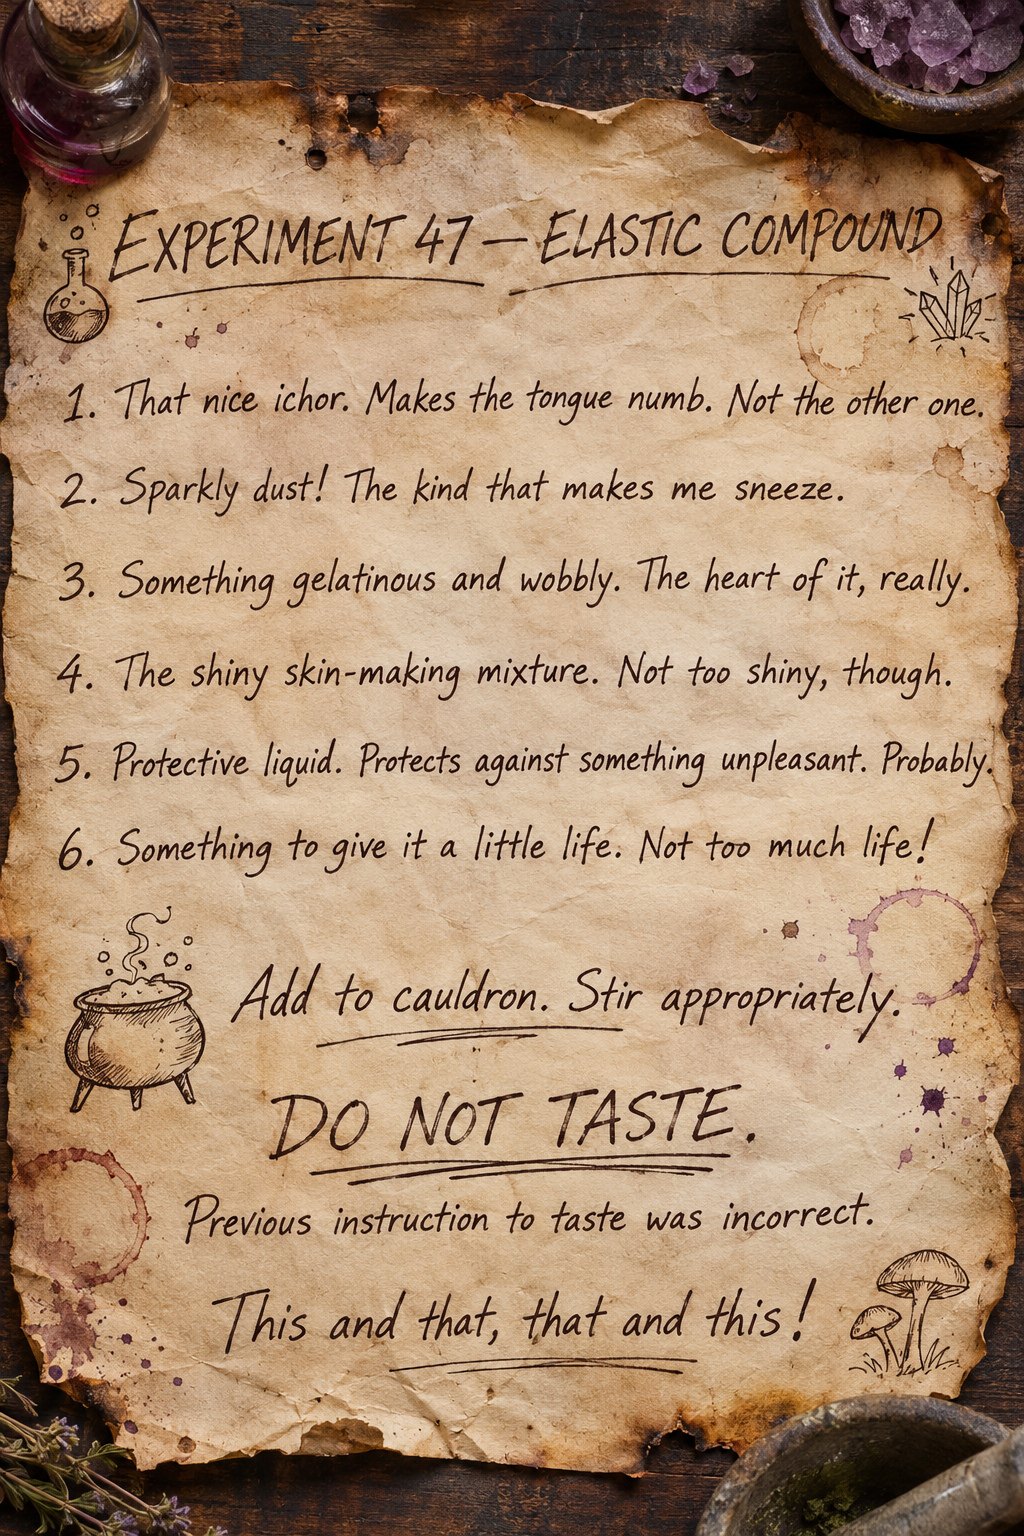 EXPERIMENT 47 — ELASTIC COMPOUND
1. That nice ichor. Makes the tongue numb. Not the other one.
2. Sparkly dust! The kind that makes me sneeze.
3. Something gelatinous and wobbly. The heart of it, really.
4. The shiny skin-making mixture. Not too shiny, though.
5. Protective liquid. Protects against something unpleasant. Probably.
6. Something to give it a little life. Not too much life!
Add to cauldron. Stir appropriately.
DO NOT TASTE.
Previous instruction to taste was incorrect.
This and that, that and this!